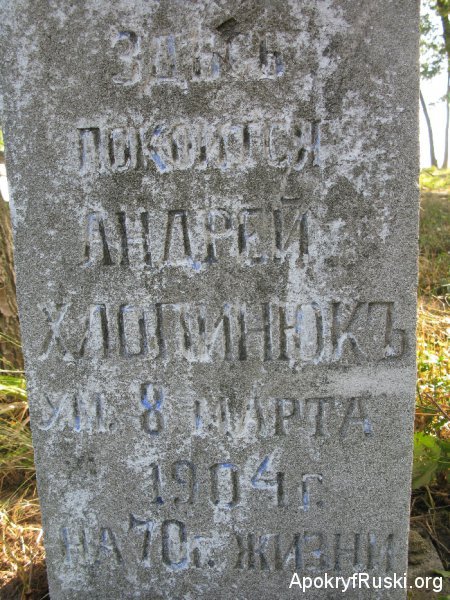 ЗДѢСЬ
ПОКОИТСЯ
АНДРЕЙ
ХЛОПИНЮКЪ
УМ. 8 МАРТА
1904 г.
НА 70 г. ЖИЗНИ
ApokryfRuski.org